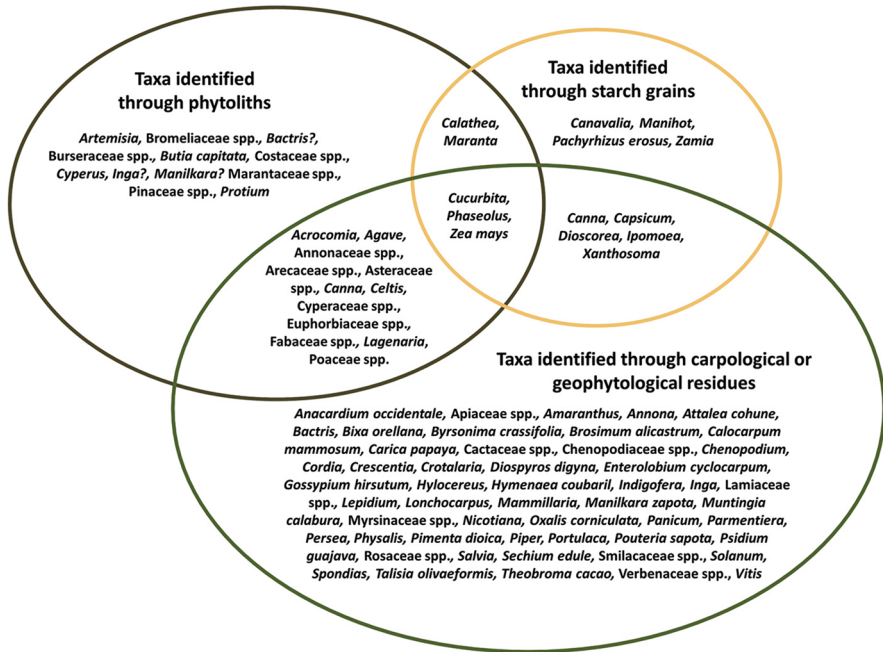 Taxa identified
through phytoliths
Artemisia, Bromeliaceae spp., Bactris?,
Burseraceae spp., Butia capitata, Costaceae spp.,
Cyperus, Inga?, Manilkara? Marantaceae spp.,
Pinaceae spp., Protium
Taxa identified
through starch grains
Calathea,
Maranta
Canavalia, Manihot,
Pachyrhizus erosus, Zamia
Cucurbita,
Phaseolus,
Zea mays
Canna, Capsicum,
Dioscorea, Ipomoea,
Xanthosoma
Acrocomia, Agave,
Annonaceae spp.,
Arecaceae spp., Asteraceae
spp., Canna, Celtis,
Cyperaceae spp.,
Euphorbiaceae spp.,
Fabaceae spp., Lagenaria,
Poaceae spp.
Taxa identified through carpological or
geophytological residues
Anacardium occidentale, Apiaceae spp., Amaranthus, Annona, Attalea cohune,
Bactris, Bixa orellana, Byrsonima crassifolia, Brosimum alicastrum, Calocarpum
mammosum, Carica papaya, Cactaceae spp., Chenopodiaceae spp., Chenopodium,
Cordia, Crescentia, Crotalaria, Diospyros digyna, Enterolobium cyclocarpum,
Gossypium hirsutum, Hylocereus, Hymenaea coubaril, Indigofera, Inga, Lamiaceae
spp., Lepidium, Lonchocarpus, Mammillaria, Manilkara zapota, Muntingia
calabura, Myrsinaceae spp., Nicotiana, Oxalis corniculata, Panicum, Parmentiera,
Persea, Physalis, Pimenta dioica, Piper, Portulaca, Pouteria sapota, Psidium
guajava, Rosaceae spp., Salvia, Sechium edule, Smilacaceae spp., Solanum,
Spondias, Talisia olivaeformis, Theobroma cacao, Verbenaceae spp., Vitis